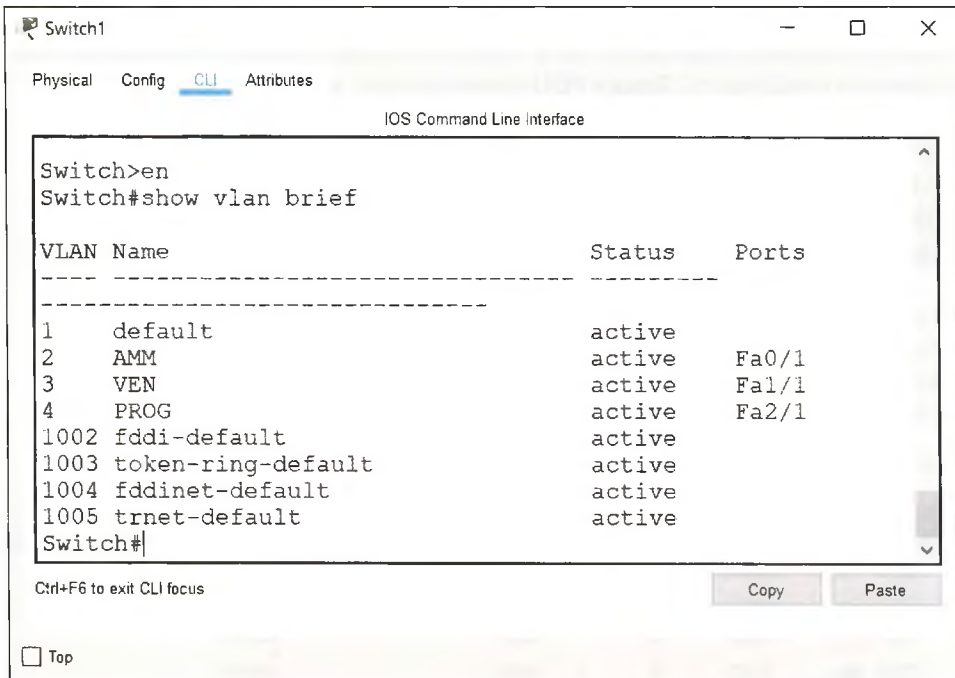 Switch1
Physical Config CLI Attributes
IOS Command Line Interface
Switch>en
Switch#show vlan brief
VLAN Name Status Ports
---- -------------------------------- ---------
-------------------------------
1 default active
2 AMM active Fa0/1
3 VEN active Fa1/1
4 PROG active Fa2/1
1002 fddi-default active
1003 token-ring-default active
1004 fddinet-default active
1005 trnet-default active
Switch#
Ctrl+F6 to exit CLI focus
Copy Paste
Top